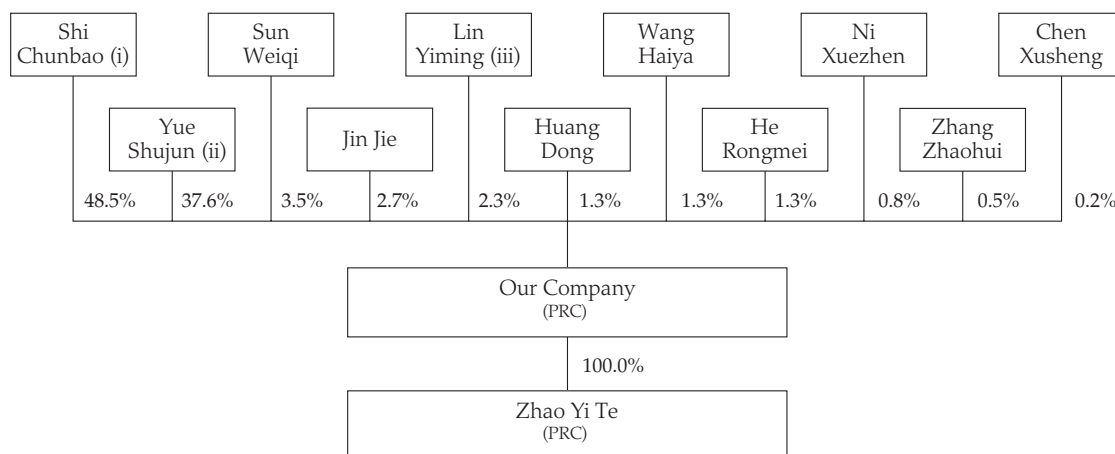 Shi
Chunbao (i)
Sun
Weiqi
Lin
Yiming (iii)
Wang
Haiya
Ni
Xuezhen
Chen
Xusheng
Yue
Shujun (ii)
Jin Jie
Huang
Dong
He
Rongmei
Zhang
Zhaohui
48.5%
37.6%
3.5%
2.7%
2.3%
1.3%
1.3%
1.3%
0.8%
0.5%
0.2%
Our Company
(PRC)
100.0%
Zhao Yi Te
(PRC)